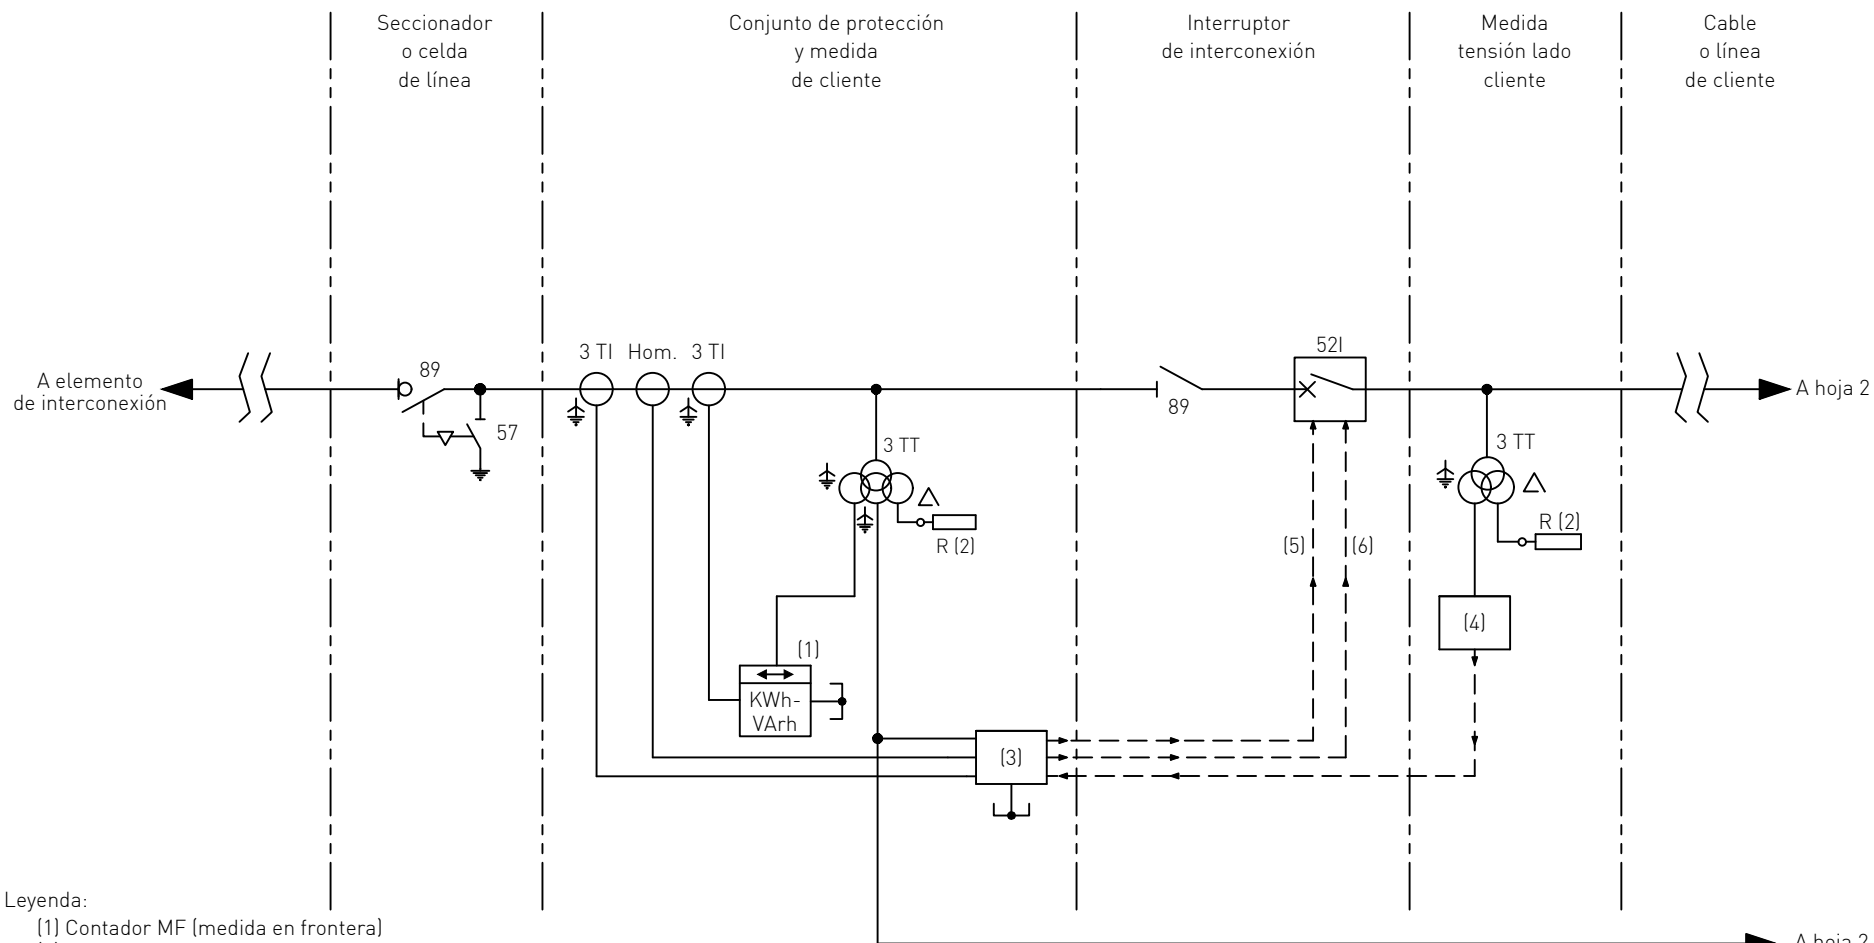 Seccionador
o celda
de línea
Conjunto de protección
y medida
de cliente
Interruptor
de interconexión
Medida
tensión lado
cliente
Cable
o línea
de cliente
A elemento
de interconexión
89
57
3 TI Hom. 3 TI
3 TT
R (2)
(1)
KWh-
VArh
(3)
89
52I
(5)
(6)
3 TT
R (2)
(4)
A hoja 2
Leyenda:
(1) Contador MF (medida en frontera)
A hoja 2